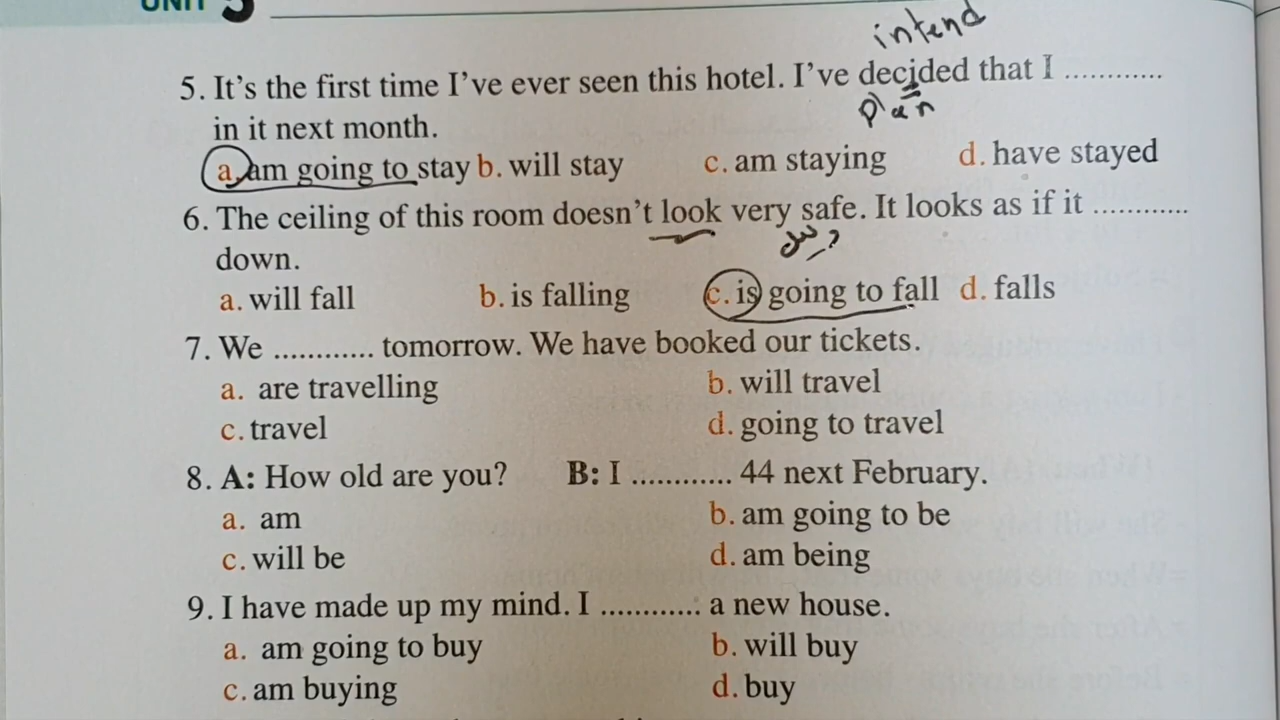 UNIT 5
intend
5. It's the first time I've ever seen this hotel. I've decided that I ............
plan
in it next month.
a. am going to stay b. will stay c. am staying d. have stayed
6. The ceiling of this room doesn't look very safe. It looks as if it ............
down.
a. will fall b. is falling c. is going to fall d. falls
7. We ............ tomorrow. We have booked our tickets.
a. are travelling b. will travel
c. travel d. going to travel
8. A: How old are you? B: I ............ 44 next February.
a. am b. am going to be
c. will be d. am being
9. I have made up my mind. I ............ a new house.
a. am going to buy b. will buy
c. am buying d. buy